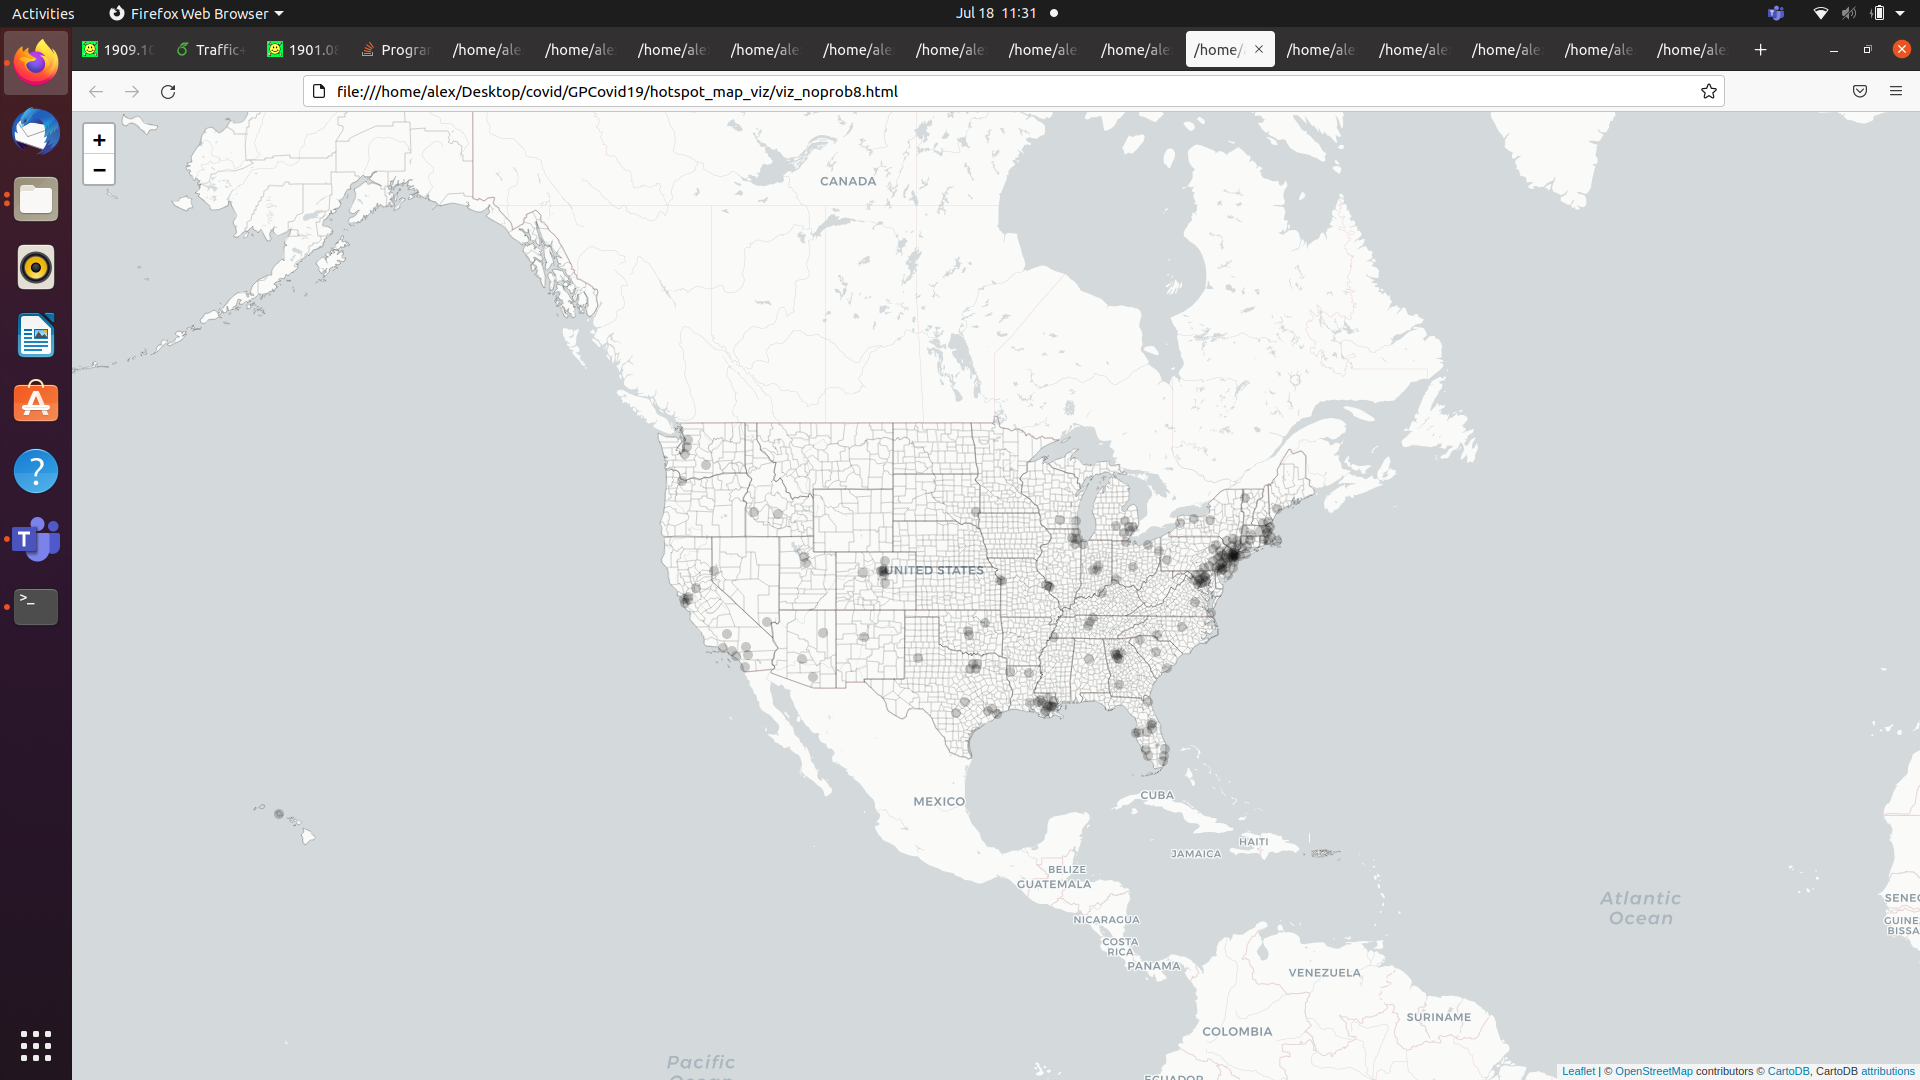 Activities
Firefox Web Browser
Jul 18 11:31
1909.10
Traffic+
1901.08
Program
/home/ale
/home/ale
/home/ale
/home/ale
/home/ale
/home/ale
/home/ale
/home/ale
/home/
/home/ale
/home/ale
/home/ale
/home/ale
/home/ale
file:///home/alex/Desktop/covid/GPCovid19/hotspot_map_viz/viz_noprob8.html
+
−
CANADA
UNITED STATES
MEXICO
CUBA
HAITI
JAMAICA
BELIZE
GUATEMALA
NICARAGUA
COSTA
RICA
PANAMA
VENEZUELA
SURINAME
COLOMBIA
ECUADOR
Atlantic
Ocean
Pacific
Ocean
SENEG
GUINE
BISSA
T
?
>_
Leaflet | © OpenStreetMap contributors © CartoDB, CartoDB attributions